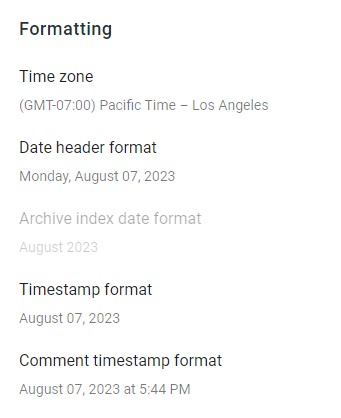 Formatting
Time zone
(GMT-07:00) Pacific Time – Los Angeles
Date header format
Monday, August 07, 2023
Archive index date format
August 2023
Timestamp format
August 07, 2023
Comment timestamp format
August 07, 2023 at 5:44 PM